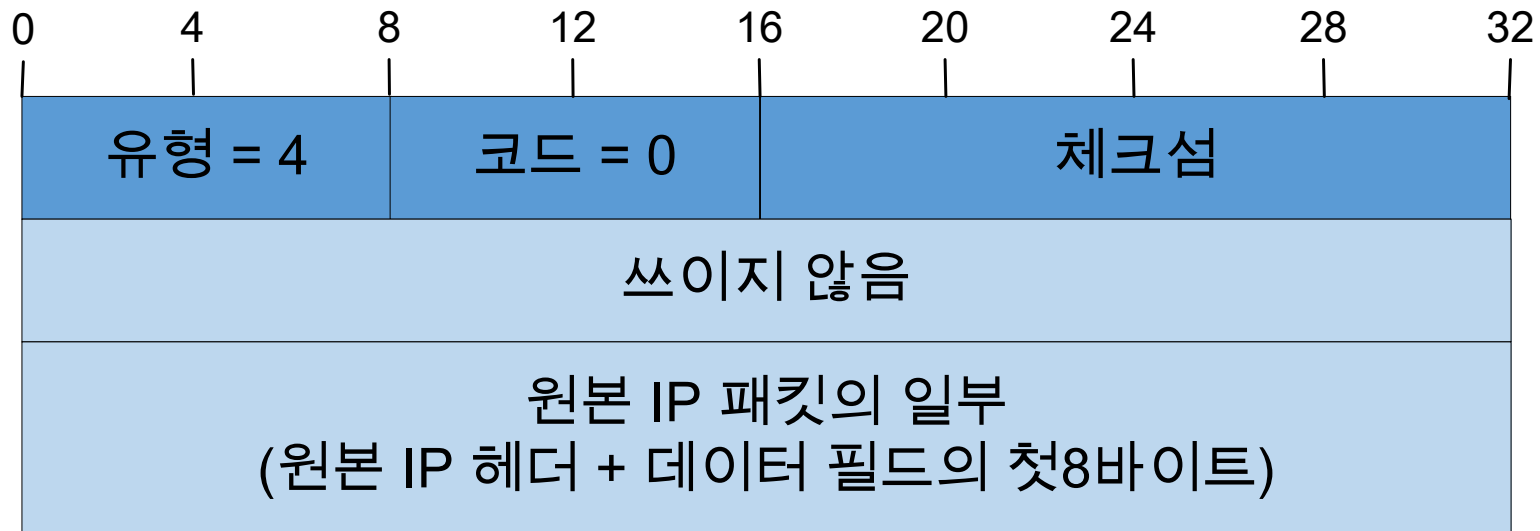 0 4 8 12 16 20 24 28 32
유형 = 4 코드 = 0 체크섬
쓰이지 않음
원본 IP 패킷의 일부
(원본 IP 헤더 + 데이터 필드의 첫8바이트)